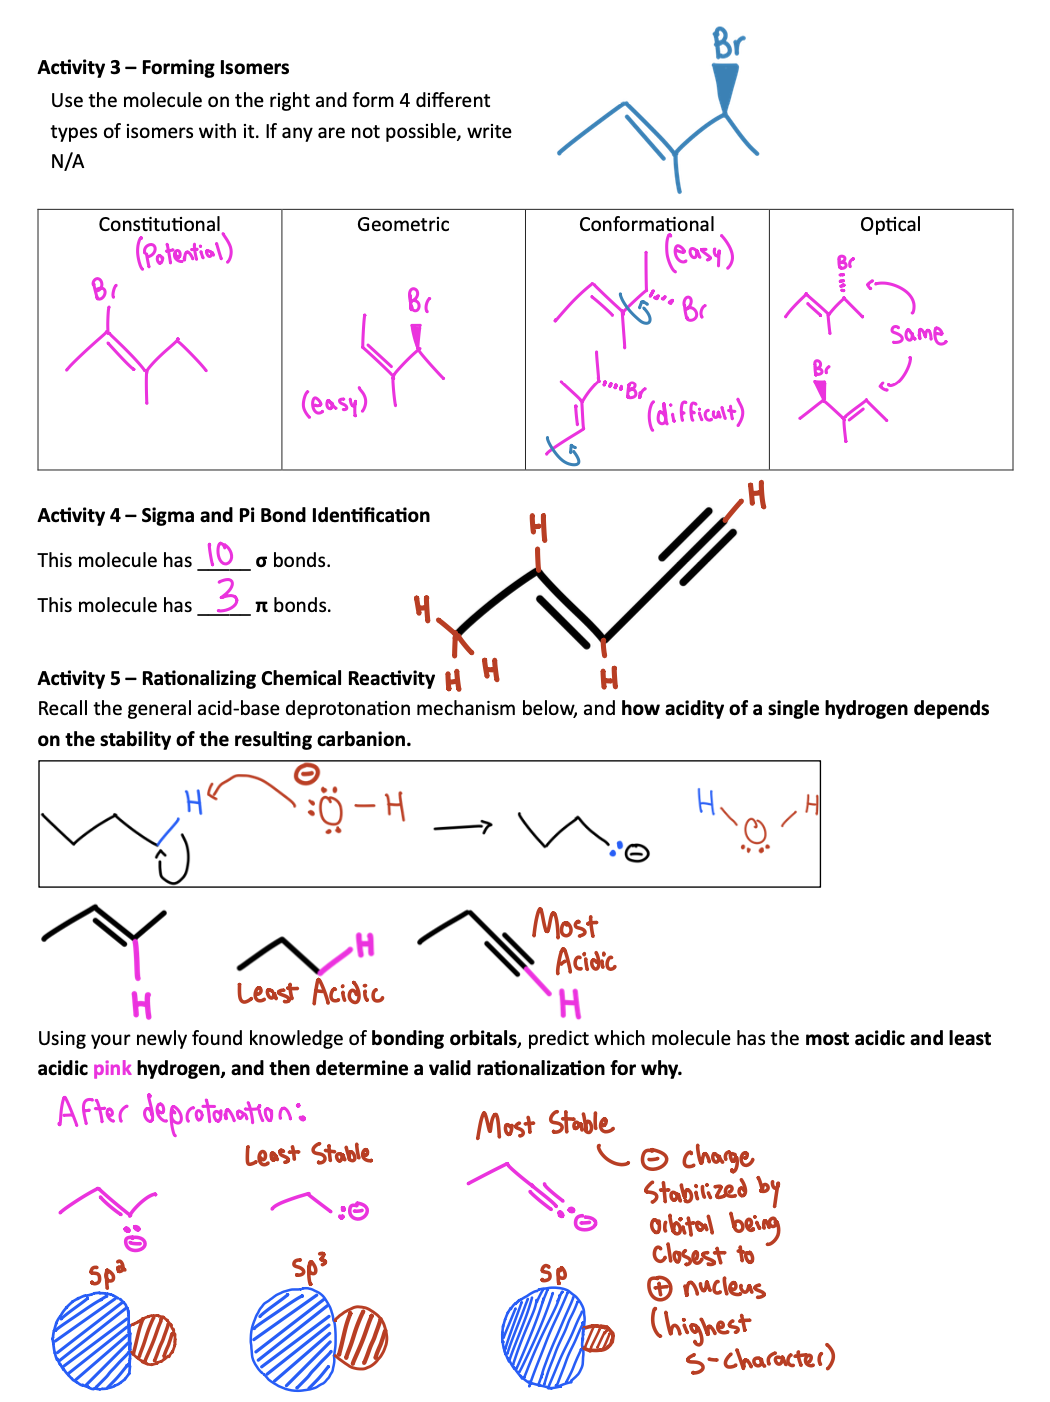 Br
Activity 3 – Forming Isomers
Use the molecule on the right and form 4 different
types of isomers with it. If any are not possible, write
N/A
Constitutional
(Potential)
Br
Geometric
Br
(easy)
Conformational
(easy)
Br
Br
(difficult)
Optical
Br
Same
Br
Activity 4 – Sigma and Pi Bond Identification
This molecule has 10 σ bonds.
This molecule has 3 π bonds.
H
H
H
H
H
H
Activity 5 – Rationalizing Chemical Reactivity
Recall the general acid-base deprotonation mechanism below, and how acidity of a single hydrogen depends
on the stability of the resulting carbanion.
H
⊖
:Ö – H
⊖
H
O
H
H
H
Least Acidic
Most
Acidic
H
Using your newly found knowledge of bonding orbitals, predict which molecule has the most acidic and least
acidic pink hydrogen, and then determine a valid rationalization for why.
After deprotonation:
⊖
Sp²
Least Stable
:⊖
Sp³
Most Stable
:⊖
Sp
⊖ charge
Stabilized by
orbital being
Closest to
⊕ nucleus
(highest
S-character)